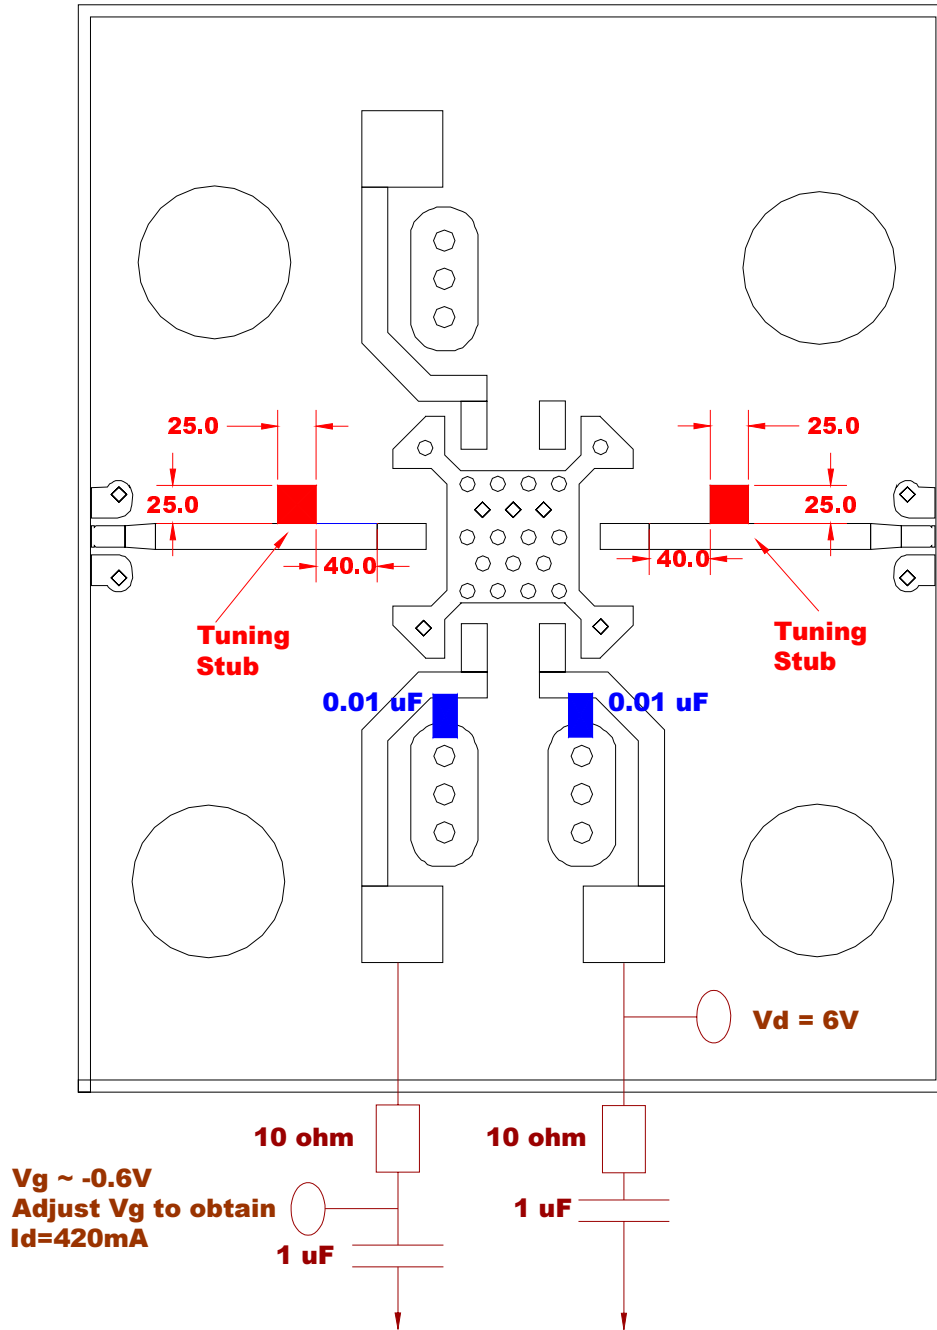 25.0
25.0
25.0
25.0
40.0
40.0
Tuning
Stub
Tuning
Stub
0.01 uF
0.01 uF
Vd = 6V
10 ohm
10 ohm
Vg ~ -0.6V
Adjust Vg to obtain
Id=420mA
1 uF
1 uF